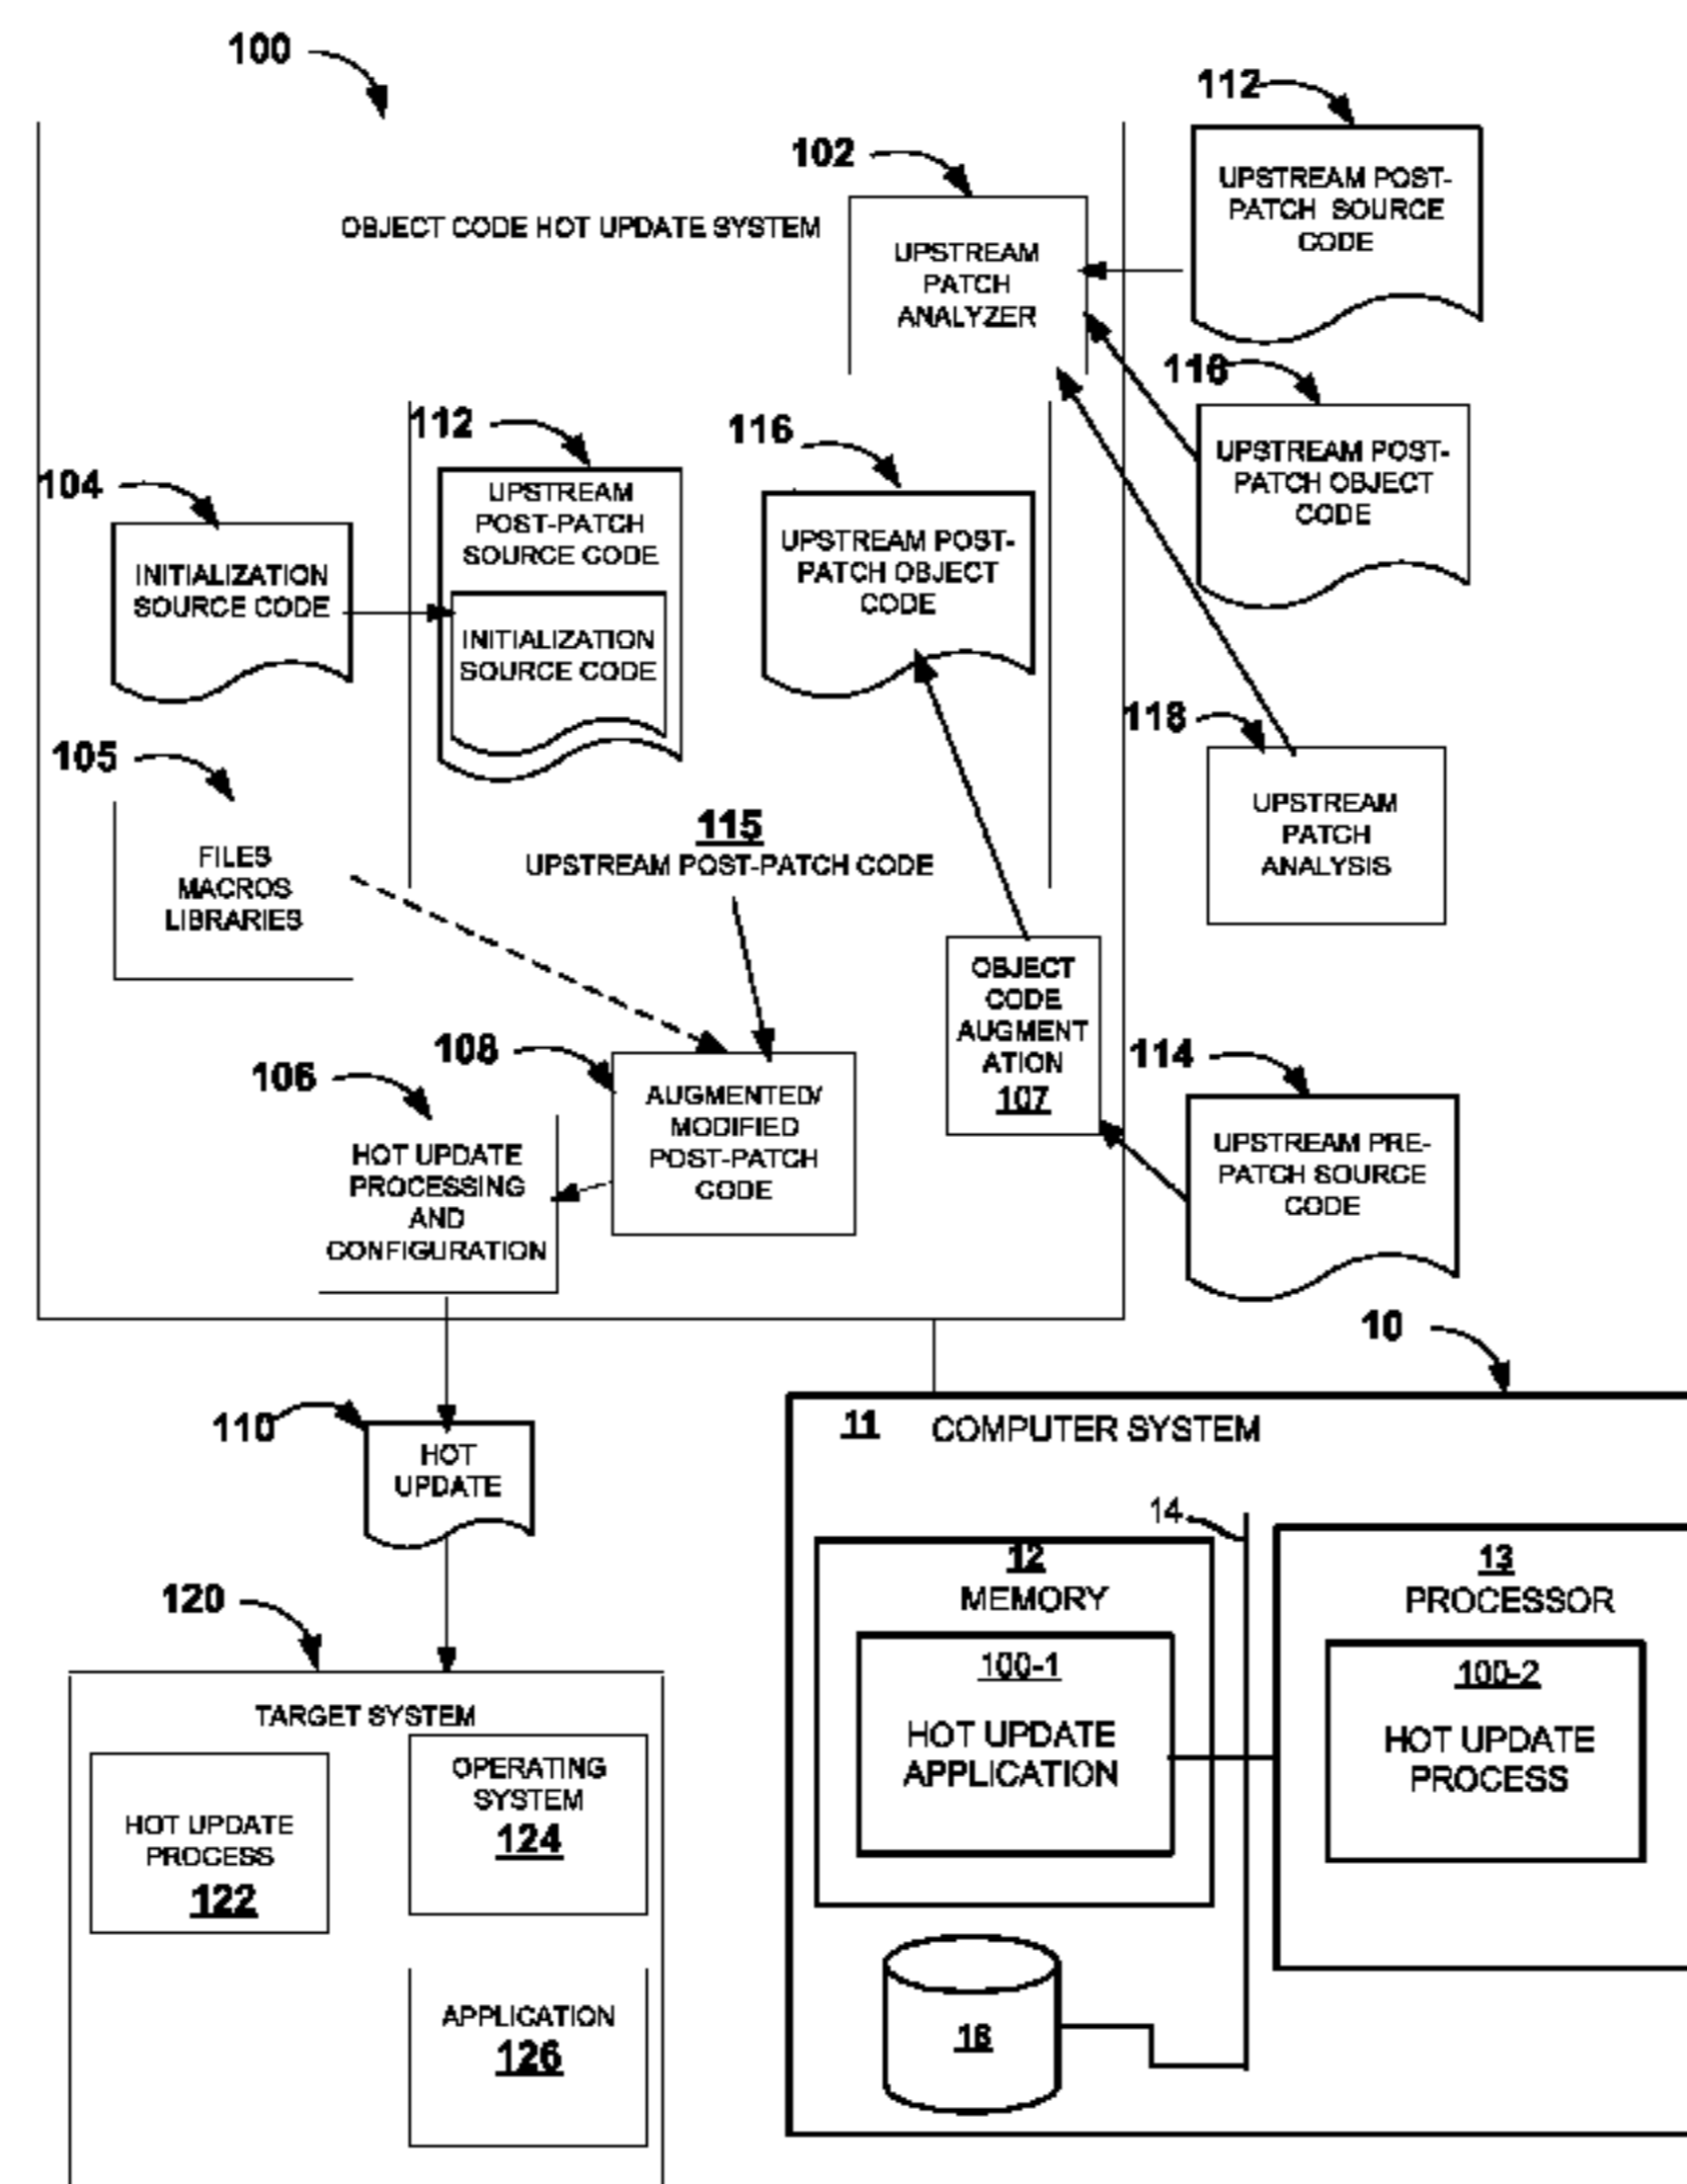 100
112
102
UPSTREAM POST-
PATCH SOURCE
CODE
OBJECT CODE HOT UPDATE SYSTEM
UPSTREAM
PATCH
ANALYZER
116
UPSTREAM POST-
PATCH OBJECT
CODE
112
116
104
UPSTREAM
POST-PATCH
SOURCE CODE
UPSTREAM POST-
PATCH OBJECT
CODE
INITIALIZATION
SOURCE CODE
INITIALIZATION
SOURCE CODE
118
105
UPSTREAM
PATCH
ANALYSIS
115
UPSTREAM POST-PATCH CODE
FILES
MACROS
LIBRARIES
OBJECT
CODE
AUGMENT
ATION
107
108
106
114
AUGMENTED/
MODIFIED
POST-PATCH
CODE
HOT UPDATE
PROCESSING
AND
CONFIGURATION
UPSTREAM PRE-
PATCH SOURCE
CODE
10
110
HOT
UPDATE
11 COMPUTER SYSTEM
14
12
MEMORY
13
PROCESSOR
120
100-1
HOT UPDATE
APPLICATION
100-2
HOT UPDATE
PROCESS
TARGET SYSTEM
OPERATING
SYSTEM
124
HOT UPDATE
PROCESS
122
APPLICATION
126